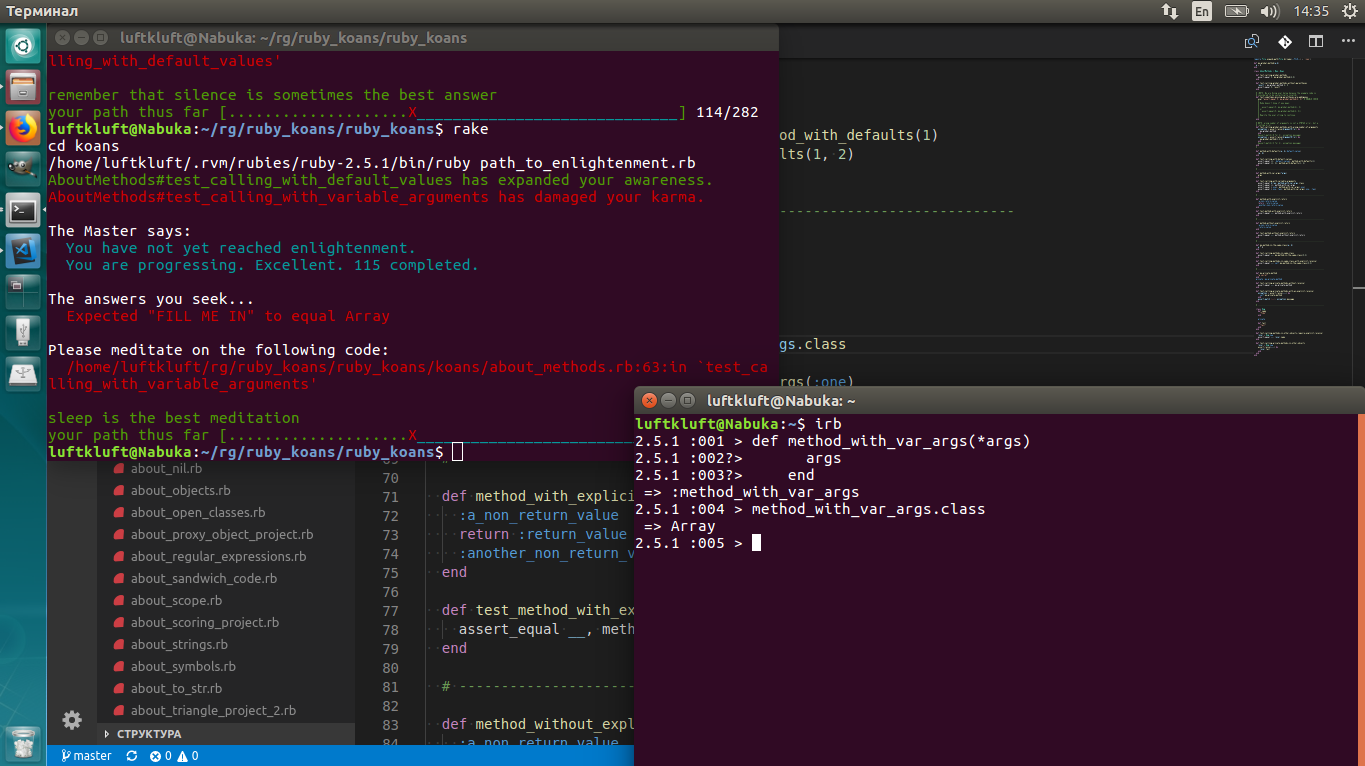 Терминал
En
14:35
luftkluft@Nabuka: ~/rg/ruby_koans/ruby_koans
lling_with_default_values'
remember that silence is sometimes the best answer
your path thus far [....................X______________________________] 114/282
luftkluft@Nabuka:~/rg/ruby_koans/ruby_koans$ rake
cd koans
/home/luftkluft/.rvm/rubies/ruby-2.5.1/bin/ruby path_to_enlightenment.rb
AboutMethods#test_calling_with_default_values has expanded your awareness.
AboutMethods#test_calling_with_variable_arguments has damaged your karma.
The Master says:
You have not yet reached enlightenment.
You are progressing. Excellent. 115 completed.
The answers you seek...
Expected "FILL ME IN" to equal Array
Please meditate on the following code:
/home/luftkluft/rg/ruby_koans/ruby_koans/koans/about_methods.rb:63:in `test_ca
lling_with_variable_arguments'
sleep is the best meditation
your path thus far [....................X_________________________
luftkluft@Nabuka:~/rg/ruby_koans/ruby_koans$
od_with_defaults(1)
lts(1, 2)
--------------------------
gs.class
rgs(:one)
luftkluft@Nabuka: ~
luftkluft@Nabuka:~$ irb
2.5.1 :001 > def method_with_var_args(*args)
2.5.1 :002?>       args
2.5.1 :003?>     end
=> :method_with_var_args
2.5.1 :004 > method_with_var_args.class
=> Array
2.5.1 :005 >
about_nil.rb
about_objects.rb
about_open_classes.rb
about_proxy_object_project.rb
about_regular_expressions.rb
about_sandwich_code.rb
about_scope.rb
about_scoring_project.rb
about_strings.rb
about_symbols.rb
about_to_str.rb
about_triangle_project_2.rb
СТРУКТУРА
70
71 def method_with_explici
72 :a_non_return_value
73 return :return_value
74 :another_non_return_v
75 end
76
77 def test_method_with_ex
78 assert_equal __, meth
79 end
80
81 # ---------------------
82
83 def method_without_expl
84 :a_non_return_value
master
0
0